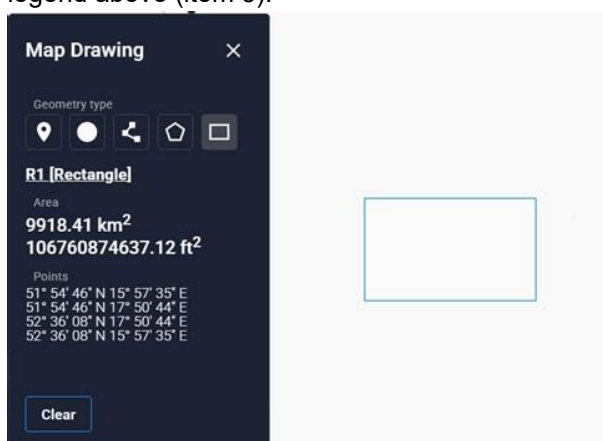 legend above (item 3).
Map Drawing
Geometry type
R1 [Rectangle]
Area
9918.41 km²
106760874637.12 ft²
Points
51° 54' 46" N 15° 57' 35" E
51° 54' 46" N 17° 50' 44" E
52° 36' 08" N 17° 50' 44" E
52° 36' 08" N 15° 57' 35" E
Clear